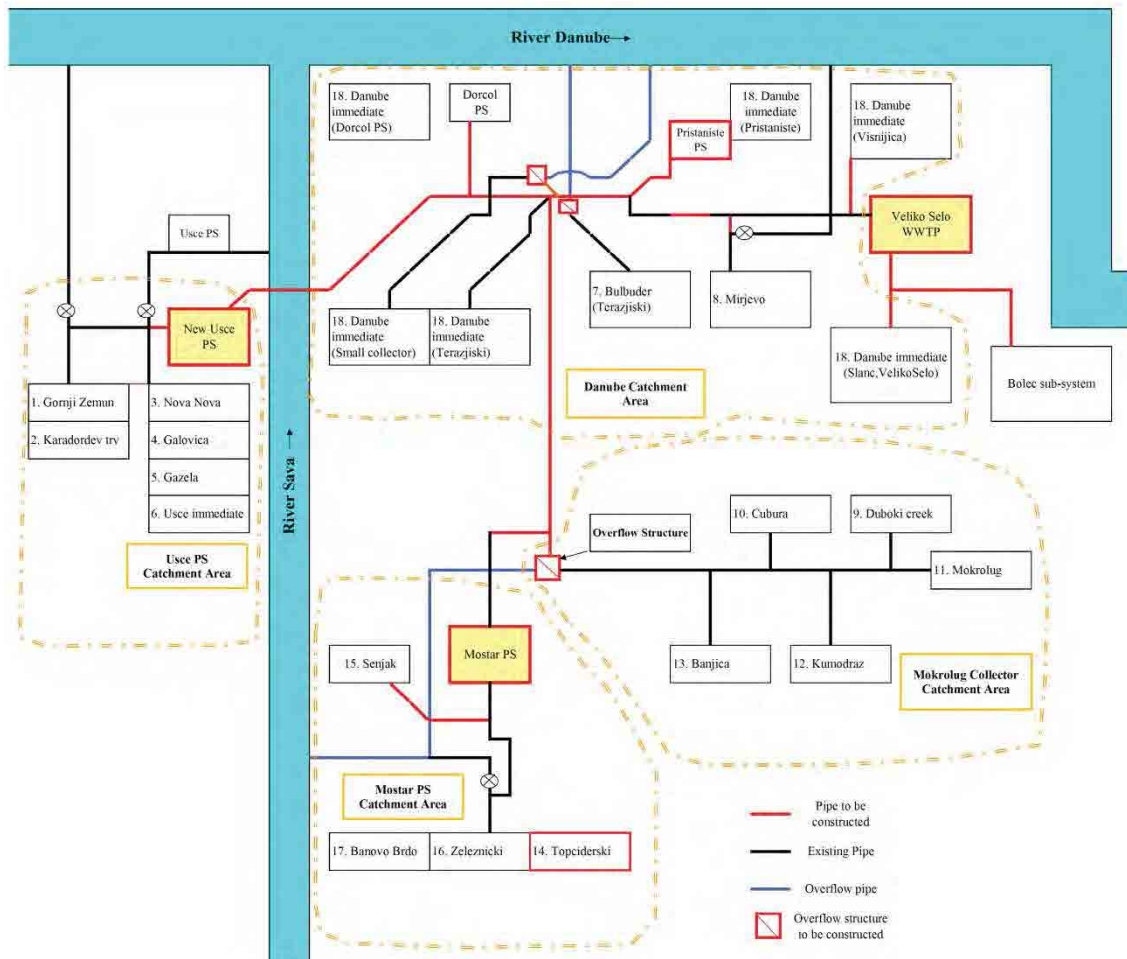 River Danube→
18. Danube
immediate
(Dorcol PS)
Dorcol
PS
Pristaniste
PS
18. Danube
immediate
(Pristaniste)
18. Danube
immediate
(Visnijica)
Usce PS
Veliko Selo
WWTP
New Usce
PS
18. Danube
immediate
(Small collector)
18. Danube
immediate
(Terazjiski)
7. Bulbuder
(Terazjiski)
8. Mirjevo
18. Danube immediate
(Slanc,VelikoSelo)
Bolec sub-system
Danube Catchment
Area
1. Gornji Zemun
2. Karadordev trv
3. Nova Nova
4. Galovica
5. Gazela
6. Usce immediate
Usce PS
Catchment Area
River Sava →
Overflow Structure
10. Cubura
9. Duboki creek
11. Mokrolug
13. Banjica
12. Kumodraz
Mokrolug Collector
Catchment Area
Mostar PS
15. Senjak
Mostar PS
Catchment Area
17. Banovo Brdo
16. Zeleznicki
14. Topciderski
Pipe to be
constructed
Existing Pipe
Overflow pipe
Overflow structure
to be constructed